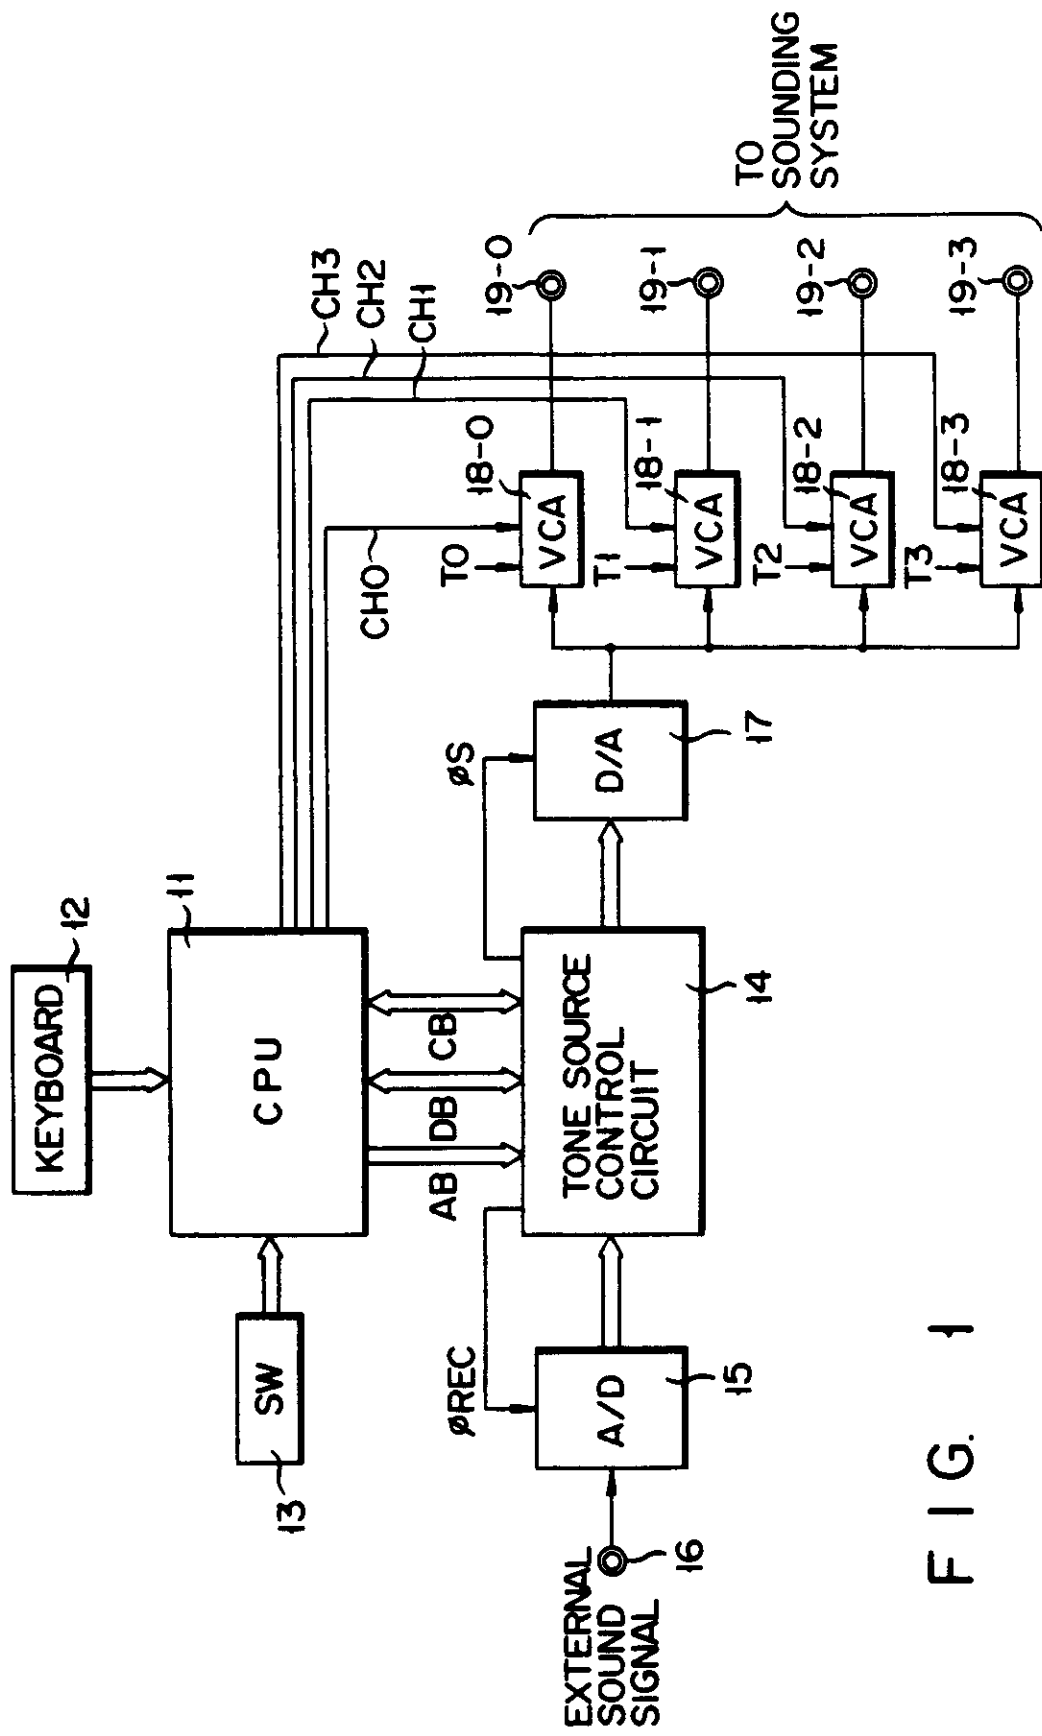 KEYBOARD
12
CPU
11
SW
13
AB
DB
CB
CH3
CH2
CH1
CH0
EXTERNAL
SOUND
SIGNAL
16
øREC
A/D
15
TONE SOURCE
CONTROL
CIRCUIT
14
øS
D/A
17
T0
VCA
18-0
19-0
T1
VCA
18-1
19-1
T2
VCA
18-2
19-2
T3
VCA
18-3
19-3
TO
SOUNDING
SYSTEM
FIG. 1